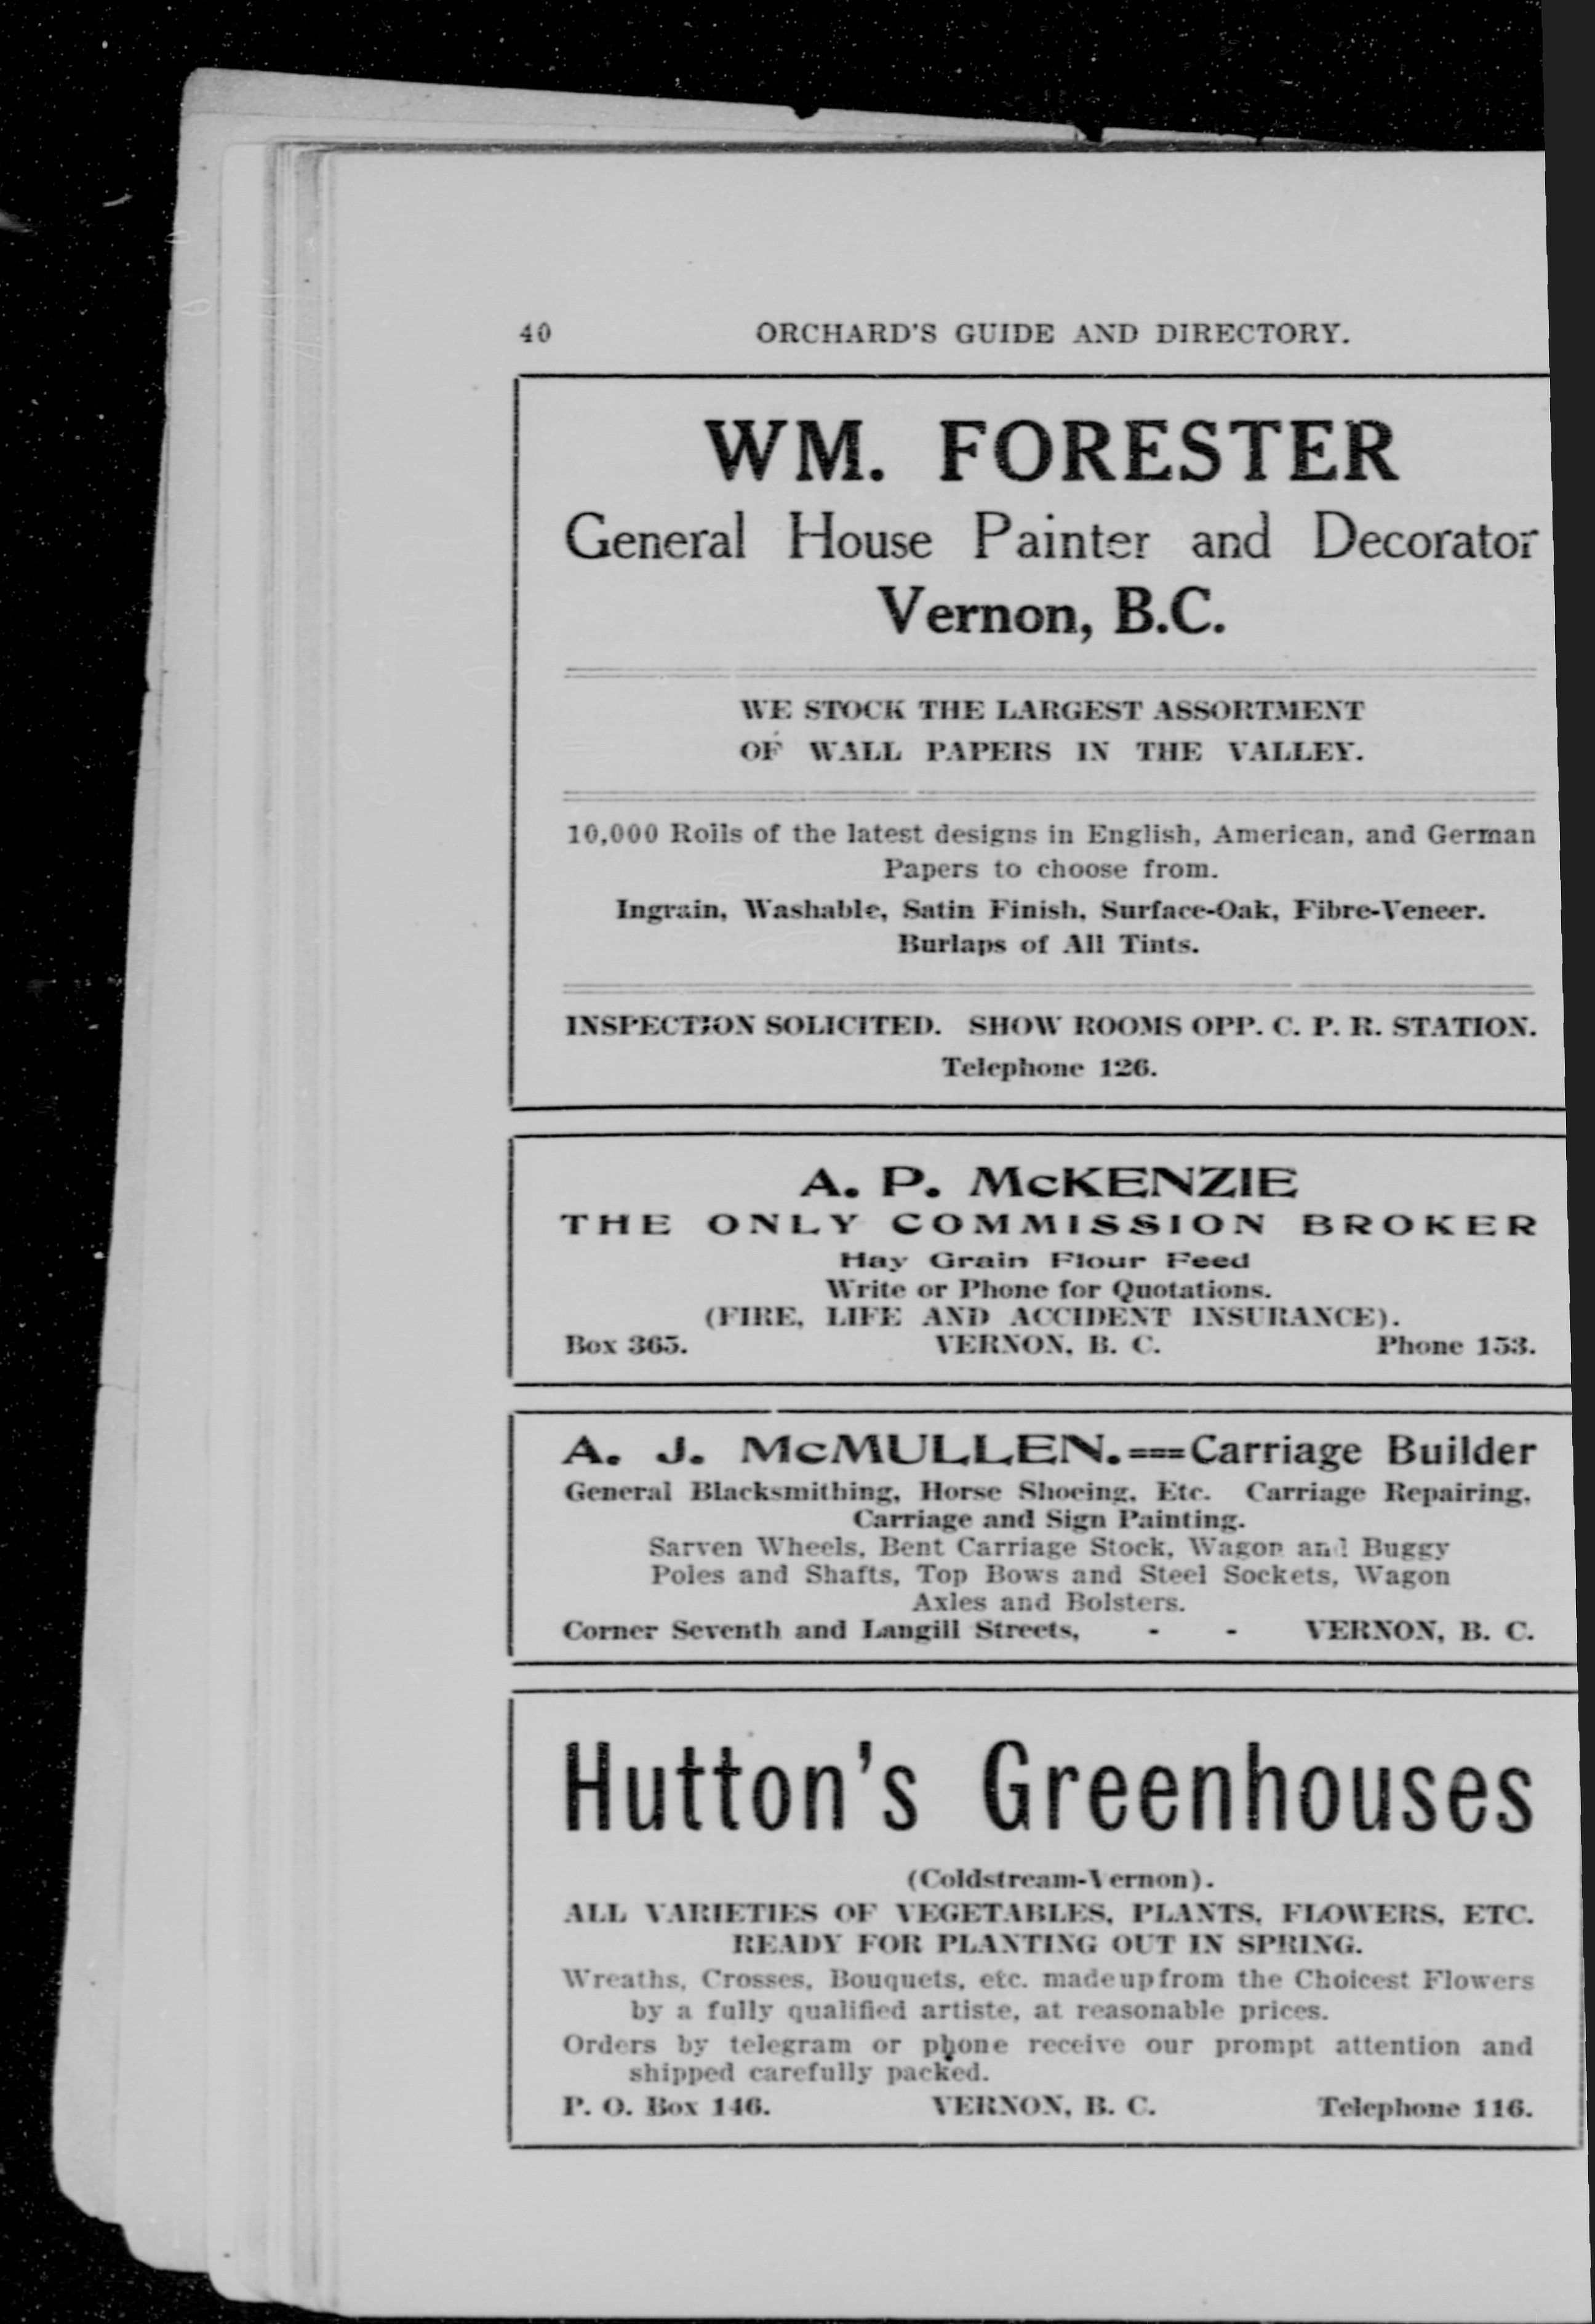 40 ORCHARD'S GUIDE AND DIRECTORY.
WM. FORESTER
General House Painter and Decorator
Vernon, B.C.
WE STOCK THE LARGEST ASSORTMENT
OF WALL PAPERS IN THE VALLEY.
10,000 Rolls of the latest designs in English, American, and German
Papers to choose from.
Ingrain, Washable, Satin Finish, Surface-Oak, Fibre-Veneer.
Burlaps of All Tints.
INSPECTION SOLICITED. SHOW ROOMS OPP. C. P. R. STATION.
Telephone 126.
A. P. McKENZIE
THE ONLY COMMISSION BROKER
Hay Grain Flour Feed
Write or Phone for Quotations.
(FIRE, LIFE AND ACCIDENT INSURANCE).
Box 365. VERNON, B. C. Phone 153.
A. J. McMULLEN.===Carriage Builder
General Blacksmithing, Horse Shoeing, Etc. Carriage Repairing,
Carriage and Sign Painting.
Sarven Wheels, Bent Carriage Stock, Wagon and Buggy
Poles and Shafts, Top Bows and Steel Sockets, Wagon
Axles and Bolsters.
Corner Seventh and Langill Streets, - - VERNON, B. C.
Hutton's Greenhouses
(Coldstream-Vernon).
ALL VARIETIES OF VEGETABLES, PLANTS, FLOWERS, ETC.
READY FOR PLANTING OUT IN SPRING.
Wreaths, Crosses, Bouquets, etc. made up from the Choicest Flowers
by a fully qualified artiste, at reasonable prices.
Orders by telegram or phone receive our prompt attention and
shipped carefully packed.
P. O. Box 146. VERNON, B. C. Telephone 116.